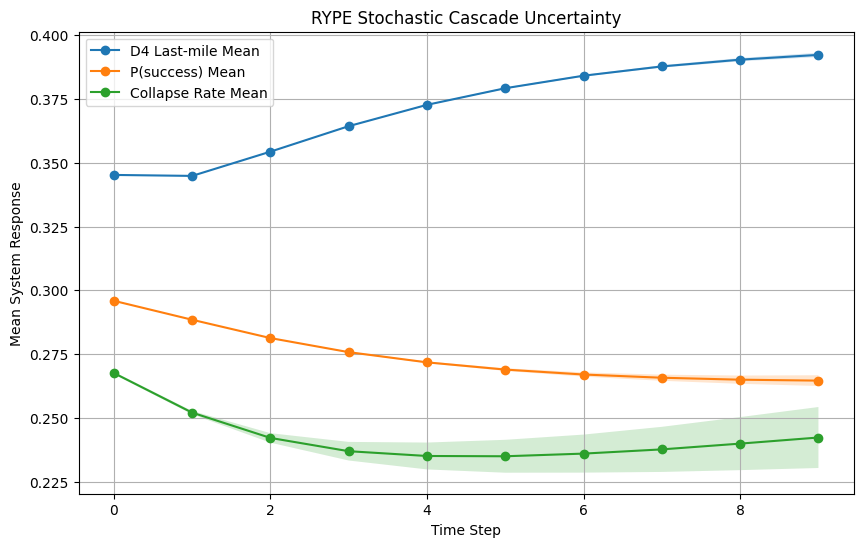 RYPE Stochastic Cascade Uncertainty
D4 Last-mile Mean
P(success) Mean
Collapse Rate Mean
Mean System Response
0.400
0.375
0.350
0.325
0.300
0.275
0.250
0.225
0 2 4 6 8
Time Step